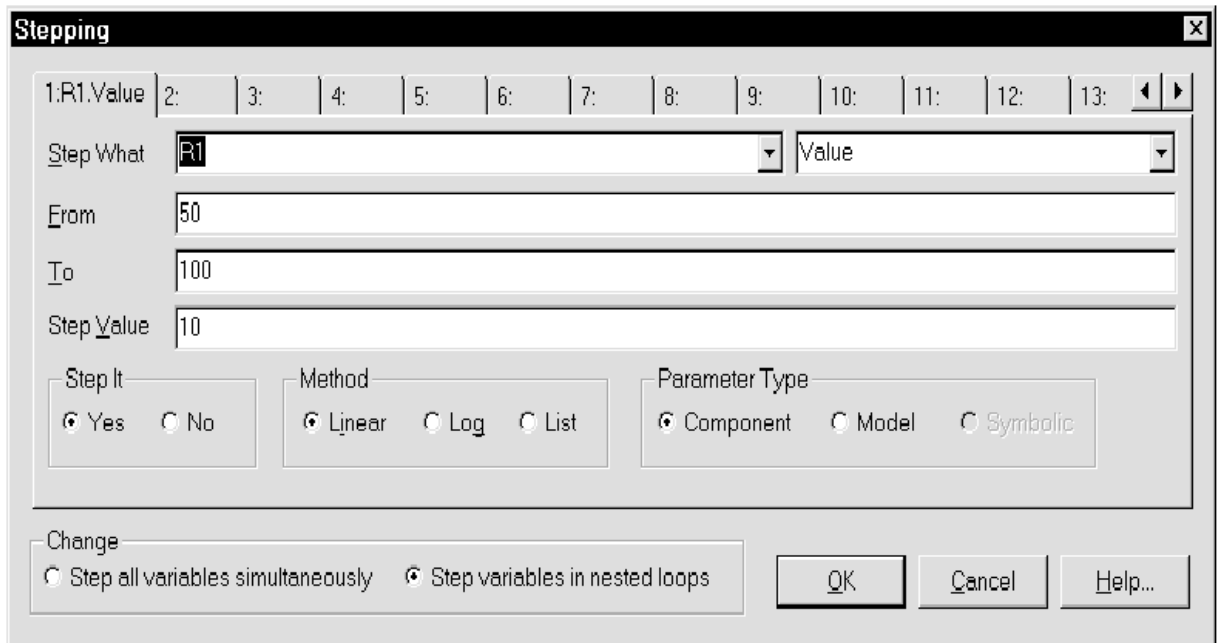 Stepping
1:R1.Value 2: 3: 4: 5: 6: 7: 8: 9: 10: 11: 12: 13:
Step What R1 Value
From 50
To 100
Step Value 10
Step It Method Parameter Type
Yes No Linear Log List Component Model Symbolic
Change
Step all variables simultaneously Step variables in nested loops OK Cancel Help...